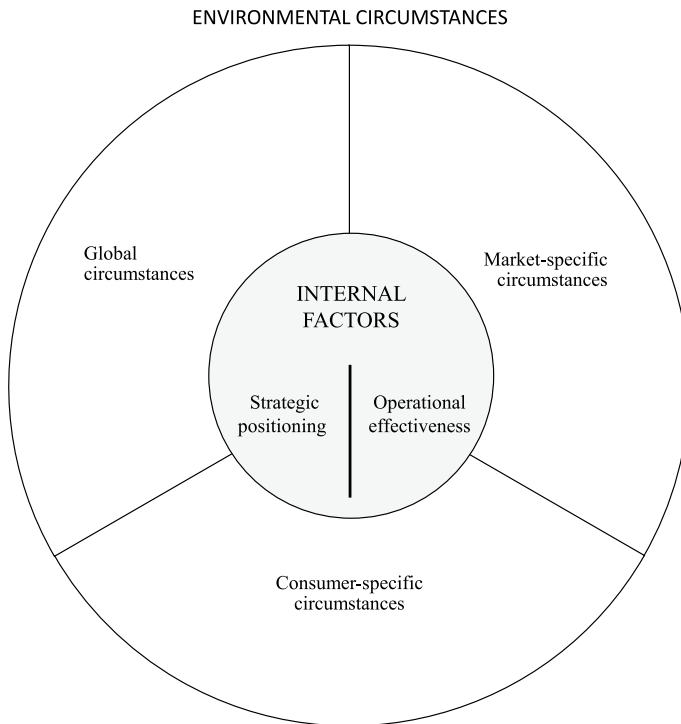 ENVIRONMENTAL CIRCUMSTANCES
Global
circumstances
Market-specific
circumstances
INTERNAL
FACTORS
Strategic
positioning
Operational
effectiveness
Consumer-specific
circumstances